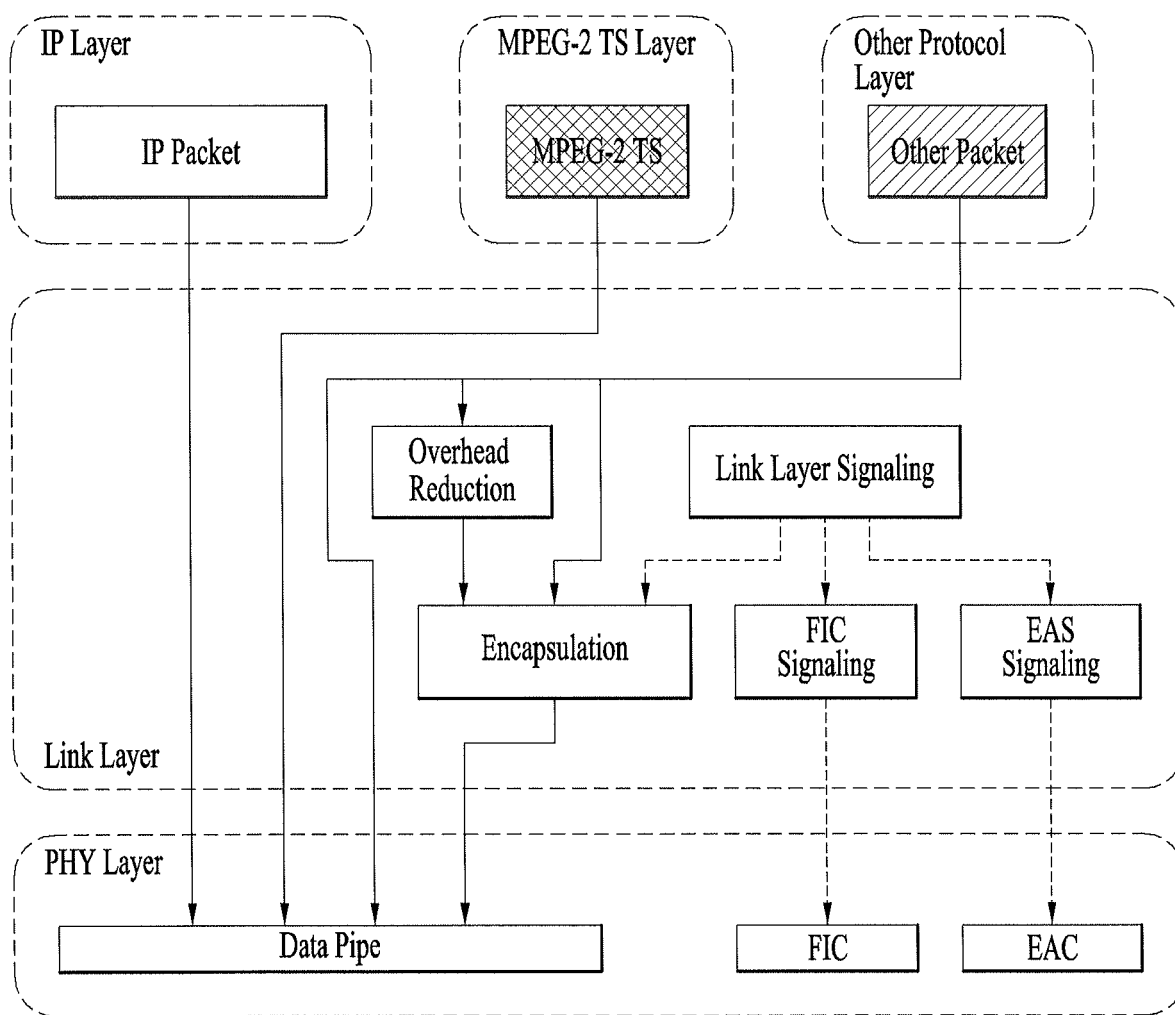 IP Layer
MPEG-2 TS Layer
Other Protocol
Layer
IP Packet
MPEG-2 TS
Other Packet
Overhead
Reduction
Link Layer Signaling
Encapsulation
FIC
Signaling
EAS
Signaling
Link Layer
PHY Layer
Data Pipe
FIC
EAC